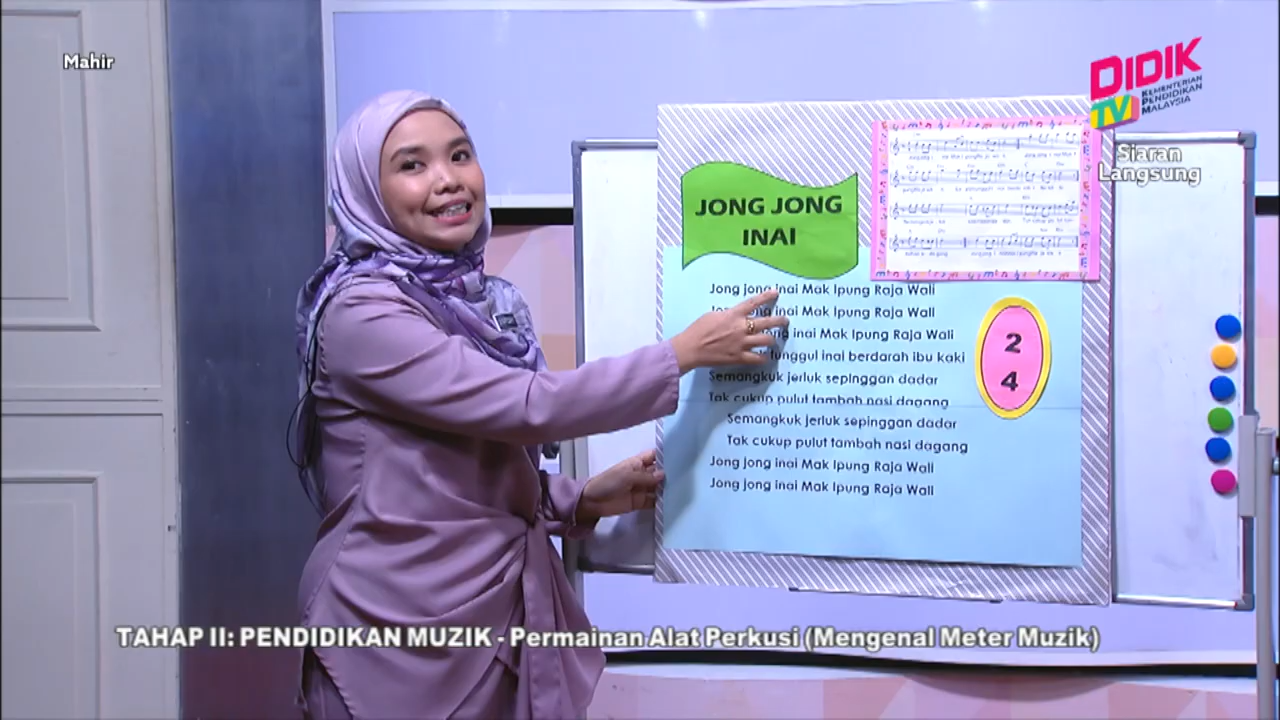 Mahir
DIDIK
TV
KEMENTERIAN
PENDIDIKAN
MALAYSIA
Siaran
Langsung
JONG JONG
INAI
Jong jong inai Mak Ipung Raja Wali
inai Mak Ipung Raja Wali
inai Mak Ipung Raja Wali
tunggul inai berdarah ibu kaki
Semangkuk jerluk sepinggan dadar
Tak cukup pulut tambah nasi dagang
Semangkuk jerluk sepinggan dadar
Tak cukup pulut tambah nasi dagang
Jong jong inai Mak Ipung Raja Wali
Jong jong inai Mak Ipung Raja Wali
2
4
TAHAP II: PENDIDIKAN MUZIK - Permainan Alat Perkusi (Mengenal Meter Muzik)